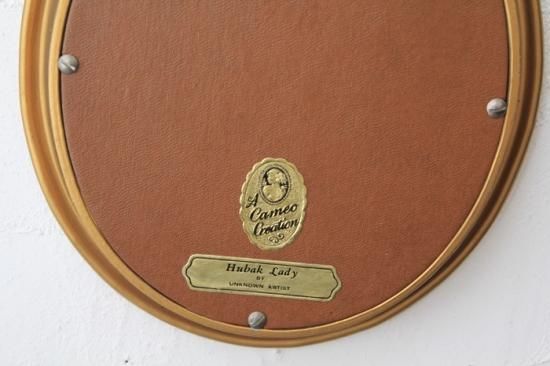 A
Cameo
Creation
Hubak Lady
BY
UNKNOWN ARTIST